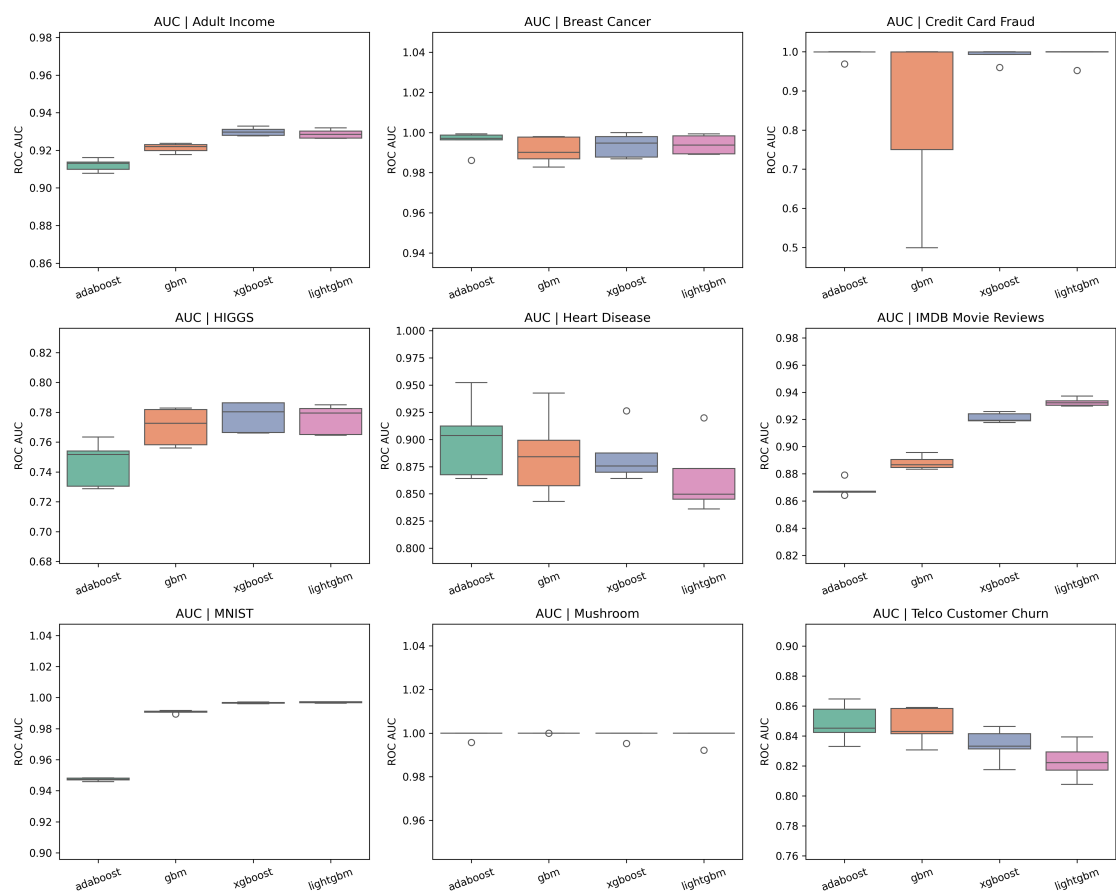 AUC | Adult Income
ROC AUC
0.98
0.96
0.94
0.92
0.90
0.88
0.86
adaboost
gbm
xgboost
lightgbm
AUC | Breast Cancer
ROC AUC
1.04
1.02
1.00
0.98
0.96
0.94
adaboost
gbm
xgboost
lightgbm
AUC | Credit Card Fraud
ROC AUC
1.0
0.9
0.8
0.7
0.6
0.5
adaboost
gbm
xgboost
lightgbm
AUC | HIGGS
ROC AUC
0.82
0.80
0.78
0.76
0.74
0.72
0.70
0.68
adaboost
gbm
xgboost
lightgbm
AUC | Heart Disease
ROC AUC
1.000
0.975
0.950
0.925
0.900
0.875
0.850
0.825
0.800
adaboost
gbm
xgboost
lightgbm
AUC | IMDB Movie Reviews
ROC AUC
0.98
0.96
0.94
0.92
0.90
0.88
0.86
0.84
0.82
adaboost
gbm
xgboost
lightgbm
AUC | MNIST
ROC AUC
1.04
1.02
1.00
0.98
0.96
0.94
0.92
0.90
adaboost
gbm
xgboost
lightgbm
AUC | Mushroom
ROC AUC
1.04
1.02
1.00
0.98
0.96
adaboost
gbm
xgboost
lightgbm
AUC | Telco Customer Churn
ROC AUC
0.90
0.88
0.86
0.84
0.82
0.80
0.78
0.76
adaboost
gbm
xgboost
lightgbm